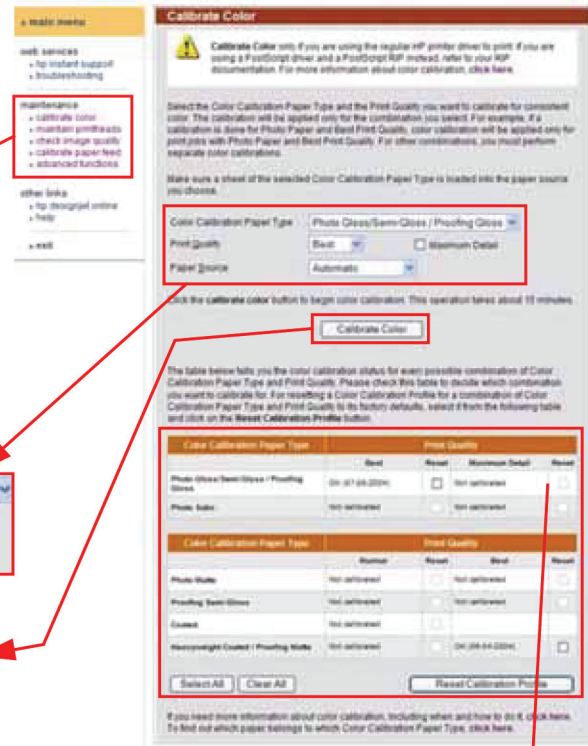 main menu
web services
hp instant support
troubleshooting
maintenance
calibrate color
maintain printheads
check image quality
calibrate paper feed
advanced functions
other links
hp designjet online
help
exit
Calibrate Color
Calibrate Color only if you are using the regular HP printer driver to print. If you are
using a PostScript driver and a PostScript RIP instead, refer to your RIP
documentation. For more information about color calibration, click here.
Select the Color Calibration Paper Type and the Print Quality you want to calibrate for consistent
color. The calibration will be applied only for the combination you select. For example, if a
calibration is done for Photo Paper and Best Print Quality, color calibration will be applied only for
print jobs with Photo Paper and Best Print Quality. For other combinations, you must perform
separate color calibrations.
Make sure a sheet of the selected Color Calibration Paper Type is loaded into the paper source
you choose.
Color Calibration Paper Type Photo Gloss/Semi-Gloss / Proofing Gloss
Print Quality Best Maximum Detail
Paper Source Automatic
Click the calibrate color button to begin color calibration. This operation takes about 15 minutes.
Calibrate Color
The table below tells you the color calibration status for every possible combination of Color
Calibration Paper Type and Print Quality. Please check this table to decide which combination
you want to calibrate for. For resetting a Color Calibration Profile for a combination of Color
Calibration Paper Type and Print Quality to its factory defaults, select it from the following table
and click on the Reset Calibration Profile button.
Color Calibration Paper Type Print Quality
Best Reset Maximum Detail Reset
Photo Gloss/Semi-Gloss / Proofing Gloss OK Not calibrated
Photo Satin Not calibrated Not calibrated
Color Calibration Paper Type Print Quality
Normal Reset Best Reset
Photo Matte Not calibrated Not calibrated
Proofing Semi-Gloss Not calibrated Not calibrated
Coated Not calibrated
Heavyweight Coated / Proofing Matte Not calibrated OK
Select All Clear All Reset Calibration Profile
If you need more information about color calibration, including when and how to do it, click here.
To find out which paper belongs to which Color Calibration Paper Type, click here.